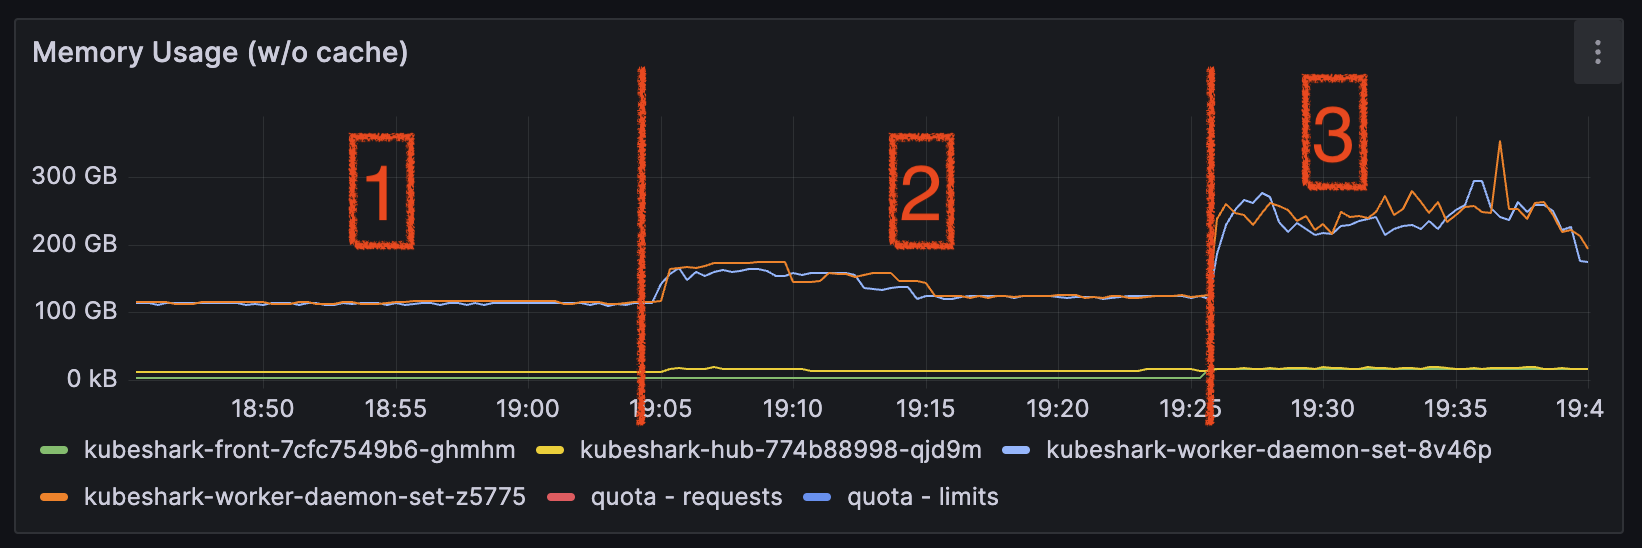 Memory Usage (w/o cache)
1
2
3
300 GB
200 GB
100 GB
0 kB
18:50 18:55 19:00 19:05 19:10 19:15 19:20 19:25 19:30 19:35 19:4
kubeshark-front-7cfc7549b6-ghmhm kubeshark-hub-774b88998-qjd9m kubeshark-worker-daemon-set-8v46p
kubeshark-worker-daemon-set-z5775 quota - requests quota - limits